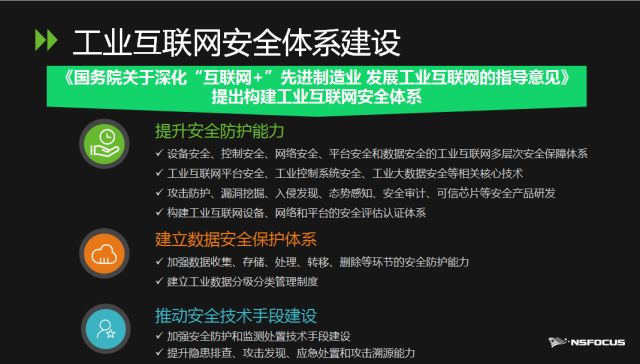 工业互联网安全体系建设
《国务院关于深化“互联网+”先进制造业 发展工业互联网的指导意见》
提出构建工业互联网安全体系
提升安全防护能力
✓ 设备安全、控制安全、网络安全、平台安全和数据安全的工业互联网多层次安全保障体系
✓ 工业互联网平台安全、工业控制系统安全、工业大数据安全等相关核心技术
✓ 攻击防护、漏洞挖掘、入侵发现、态势感知、安全审计、可信芯片等安全产品研发
✓ 构建工业互联网设备、网络和平台的安全评估认证体系
建立数据安全保护体系
✓ 加强数据收集、存储、处理、转移、删除等环节的安全防护能力
✓ 建立工业数据分级分类管理制度
推动安全技术手段建设
✓ 加强安全防护和监测处置技术手段建设
✓ 提升隐患排查、攻击发现、应急处置和攻击溯源能力
NSFOCUS